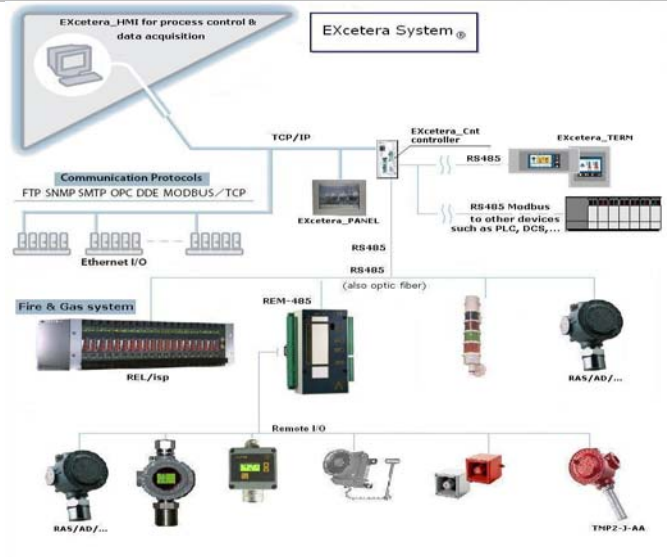 EXcetera_HMI for process control &
data acquisition
EXcetera System ®
TCP/IP
EXcetera_Cnt
controller
EXcetera_TERM
RS485
Communication Protocols
FTP SNMP SMTP OPC DDE MODBUS/TCP
EXcetera_PANEL
RS485 Modbus
to other devices
such as PLC, DCS,...
Ethernet I/O
RS485
RS485
(also optic fiber)
Fire & Gas system
REM-485
REL/isp
RAS/AD/...
Remote I/O
RAS/AD/...
TMP2-J-AA